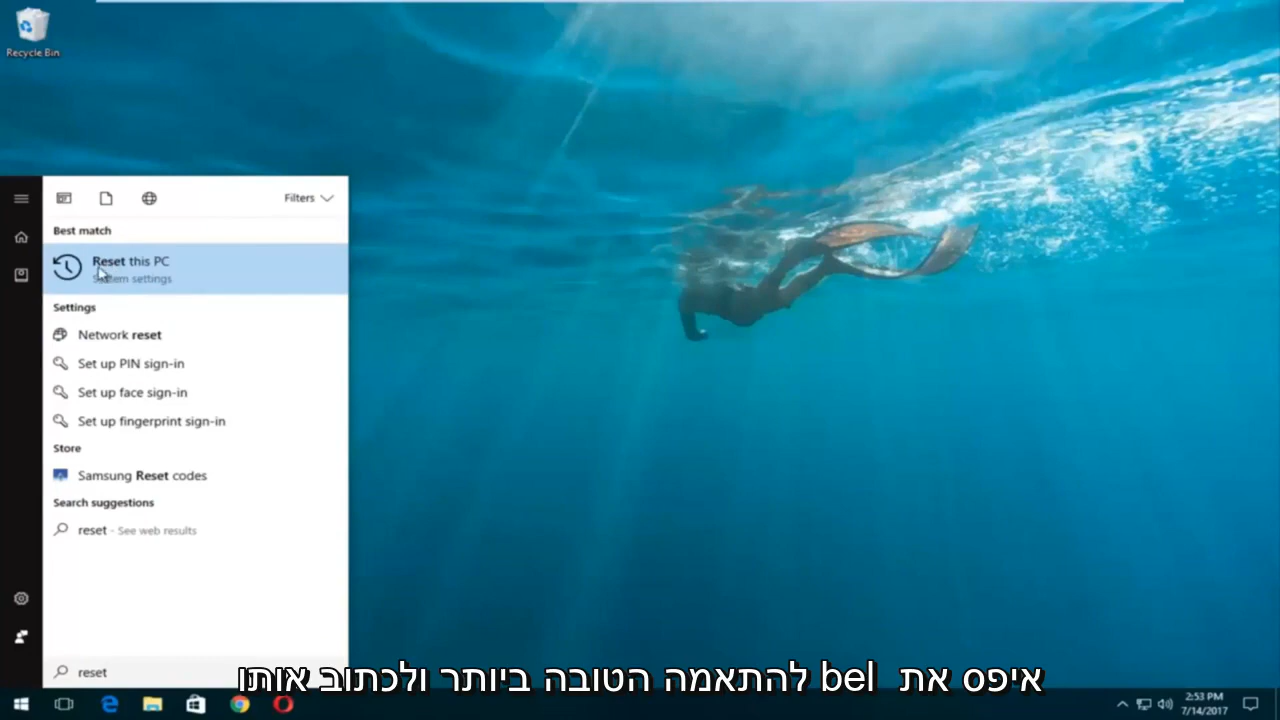 Recycle Bin
Filters
Best match
Reset this PC
System settings
Settings
Network reset
Set up PIN sign-in
Set up face sign-in
Set up fingerprint sign-in
Store
Samsung Reset codes
Search suggestions
reset - See web results
reset
איפס את bel להתאמה הטובה ביותר ולכתוב אותו
2:53 PM
7/14/2017